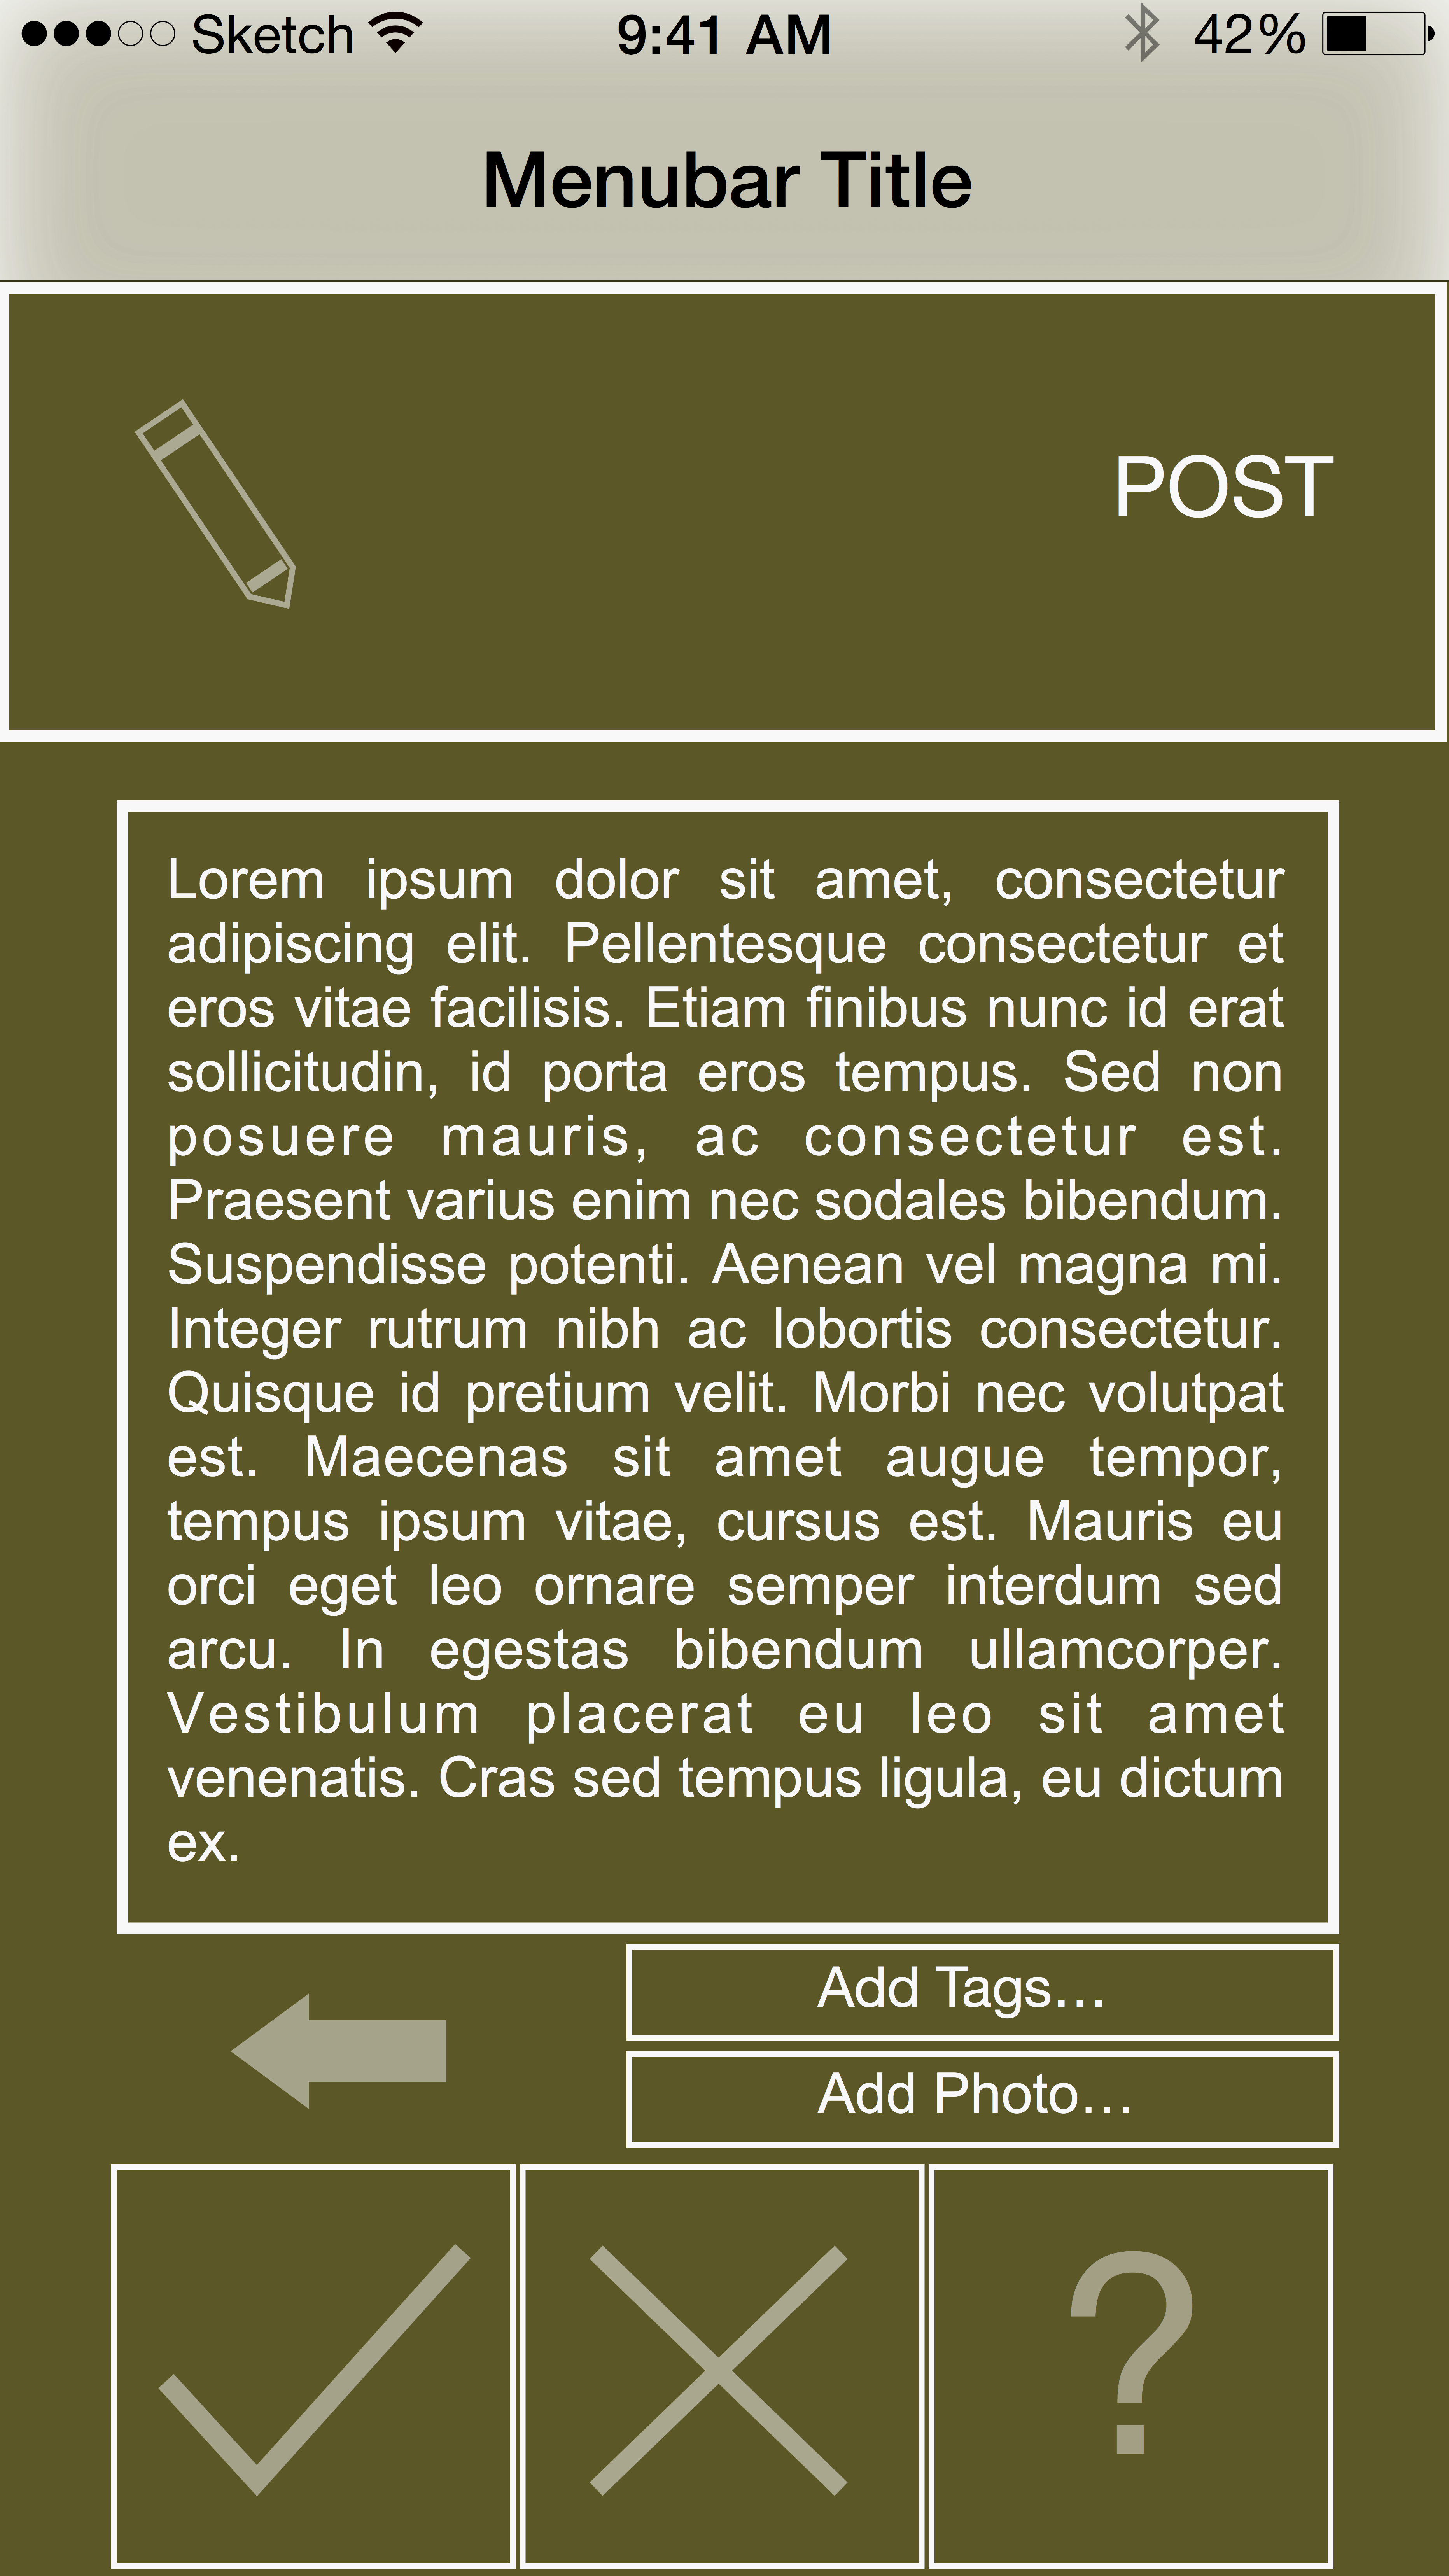 Sketch 9:41 AM 42%
Menubar Title
POST
Lorem ipsum dolor sit amet, consectetur
adipiscing elit. Pellentesque consectetur et
eros vitae facilisis. Etiam finibus nunc id erat
sollicitudin, id porta eros tempus. Sed non
posuere mauris, ac consectetur est.
Praesent varius enim nec sodales bibendum.
Suspendisse potenti. Aenean vel magna mi.
Integer rutrum nibh ac lobortis consectetur.
Quisque id pretium velit. Morbi nec volutpat
est. Maecenas sit amet augue tempor,
tempus ipsum vitae, cursus est. Mauris eu
orci eget leo ornare semper interdum sed
arcu. In egestas bibendum ullamcorper.
Vestibulum placerat eu leo sit amet
venenatis. Cras sed tempus ligula, eu dictum
ex.
Add Tags…
Add Photo…
?